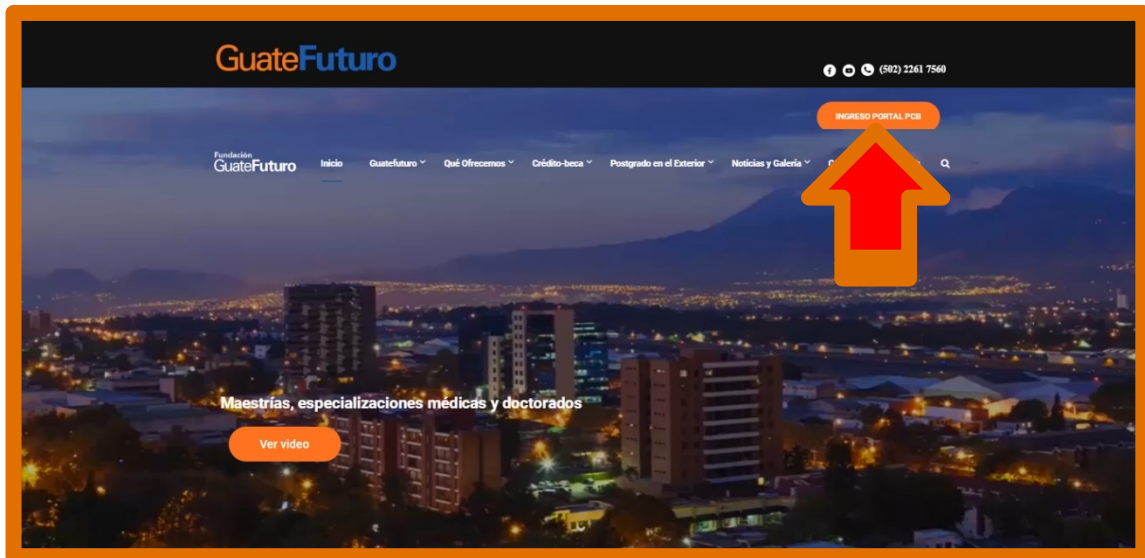 GuateFuturo
(502) 2261 7560
INGRESO PORTAL PCB
Fundación
GuateFuturo
Inicio
Guatefuturo
Qué Ofrecemos
Crédito-beca
Postgrado en el Exterior
Noticias y Galería
Maestrías, especializaciones médicas y doctorados
Ver video